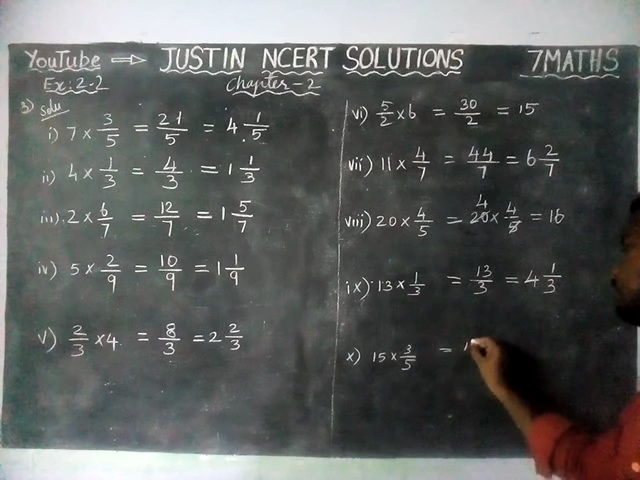 YouTube ⇒ JUSTIN NCERT SOLUTIONS 7MATHS
Ex: 2-2 Chapter-2
3) Solu
i) 7 × 3/5 = 21/5 = 4 1/5
ii) 4 × 1/3 = 4/3 = 1 1/3
iii) 2 × 6/7 = 12/7 = 1 5/7
iv) 5 × 2/9 = 10/9 = 1 1/9
v) 2/3 × 4 = 8/3 = 2 2/3
vi) 5/2 × 6 = 30/2 = 15
vii) 11 × 4/7 = 44/7 = 6 2/7
4
viii) 20 × 4/5 = 20 × 4/5 = 16
ix) 13 × 1/3 = 13/3 = 4 1/3
x) 15 × 3/5 = 1